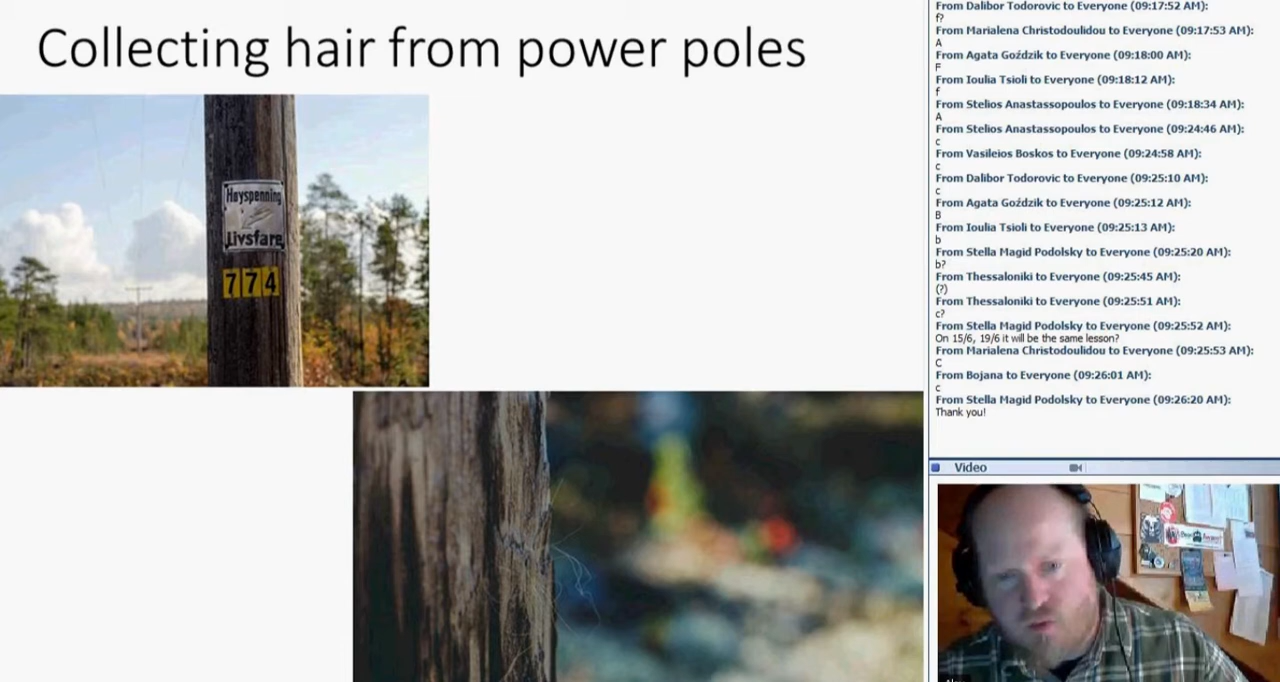 Collecting hair from power poles
Høyspenning
Livsfare
774
From Dalibor Todorovic to Everyone (09:17:52 AM):
f?
From Marialena Christodoulidou to Everyone (09:17:53 AM):
A
From Agata Goździk to Everyone (09:18:00 AM):
F
From Ioulia Tsioli to Everyone (09:18:12 AM):
f
From Stelios Anastassopoulos to Everyone (09:18:34 AM):
A
From Stelios Anastassopoulos to Everyone (09:24:46 AM):
c
From Vasileios Boskos to Everyone (09:24:58 AM):
c
From Dalibor Todorovic to Everyone (09:25:10 AM):
c
From Agata Goździk to Everyone (09:25:12 AM):
B
From Ioulia Tsioli to Everyone (09:25:13 AM):
b
From Stella Magid Podolsky to Everyone (09:25:20 AM):
b?
From Thessaloniki to Everyone (09:25:45 AM):
(?)
From Thessaloniki to Everyone (09:25:51 AM):
c?
From Stella Magid Podolsky to Everyone (09:25:52 AM):
On 15/6, 19/6 it will be the same lesson?
From Marialena Christodoulidou to Everyone (09:25:53 AM):
C
From Bojana to Everyone (09:26:01 AM):
c
From Stella Magid Podolsky to Everyone (09:26:20 AM):
Thank you!
Video